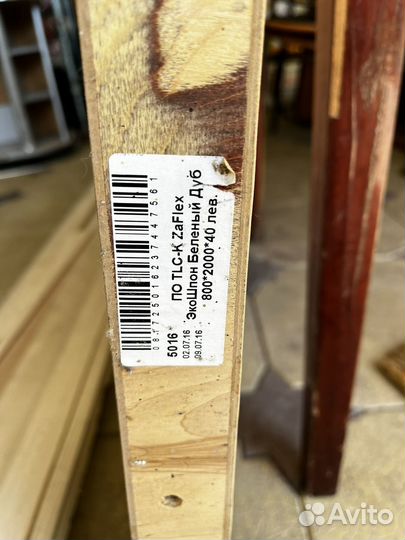 ПО TLC-K ZaFlex
ЭкоШпон Беленый Дуб
800*2000*40 лев.
5016
02.07.16
09.07.16
Avito